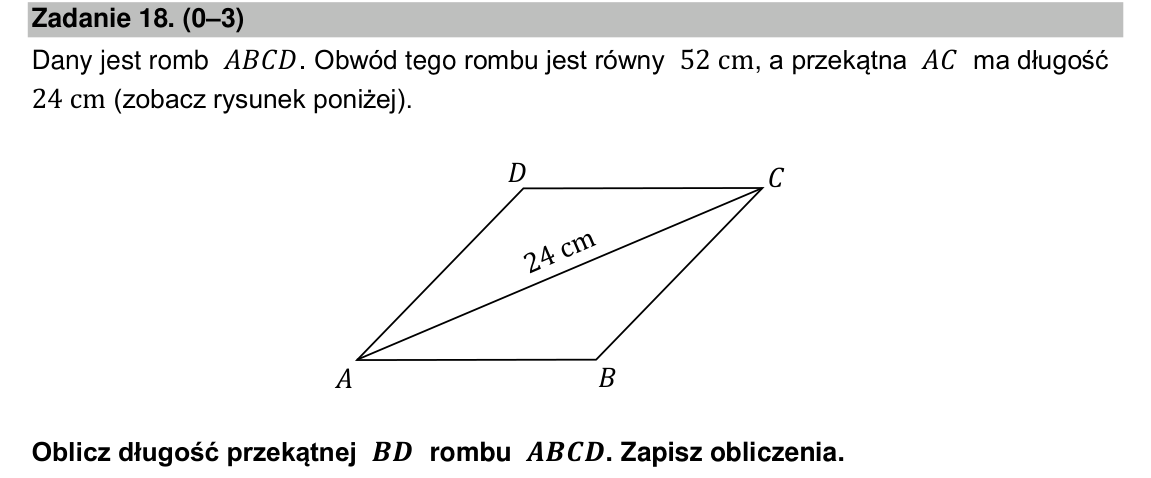 Zadanie 18. (0–3)
Dany jest romb ABCD. Obwód tego rombu jest równy 52 cm, a przekątna AC ma długość
24 cm (zobacz rysunek poniżej).
D
C
24 cm
A
B
Oblicz długość przekątnej BD rombu ABCD. Zapisz obliczenia.